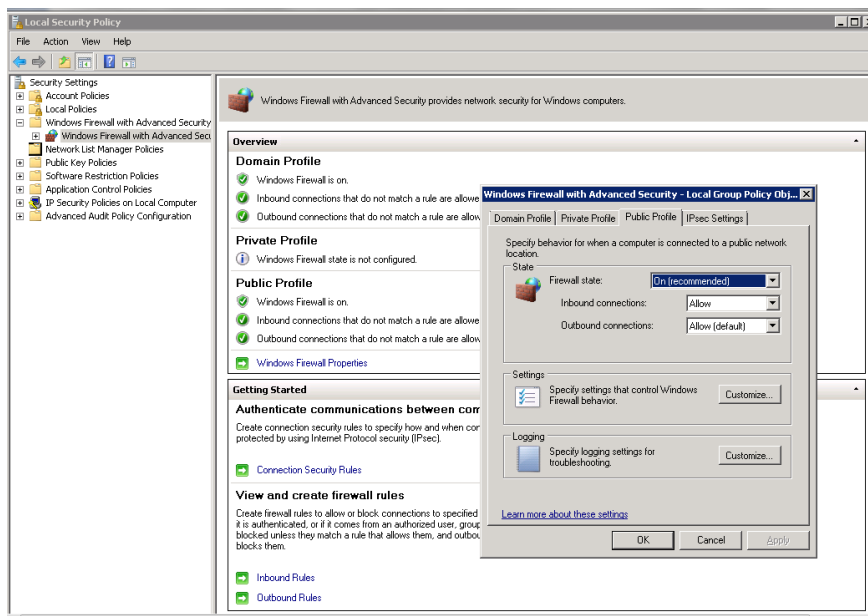 Local Security Policy
File Action View Help
Security Settings
Account Policies
Local Policies
Windows Firewall with Advanced Security
Windows Firewall with Advanced Secu
Network List Manager Policies
Public Key Policies
Software Restriction Policies
Application Control Policies
IP Security Policies on Local Computer
Advanced Audit Policy Configuration
Windows Firewall with Advanced Security provides network security for Windows computers.
Overview
Domain Profile
Windows Firewall is on.
Inbound connections that do not match a rule are allowe
Outbound connections that do not match a rule are allow
Private Profile
Windows Firewall state is not configured.
Public Profile
Windows Firewall is on.
Inbound connections that do not match a rule are allowe
Outbound connections that do not match a rule are allow
Windows Firewall Properties
Getting Started
Authenticate communications between com
Create connection security rules to specify how and when con
protected by using Internet Protocol security (IPsec).
Connection Security Rules
View and create firewall rules
Create firewall rules to allow or block connections to specified
it is authenticated, or if it comes from an authorized user, group
blocked unless they match a rule that allows them, and outbou
blocks them.
Inbound Rules
Outbound Rules
Windows Firewall with Advanced Security - Local Group Policy Obj...
Domain Profile Private Profile Public Profile IPsec Settings
Specify behavior for when a computer is connected to a public network
location.
State
Firewall state: On (recommended)
Inbound connections: Allow
Outbound connections: Allow (default)
Settings
Specify settings that control Windows
Firewall behavior.
Customize...
Logging
Specify logging settings for
troubleshooting.
Customize...
Learn more about these settings
OK Cancel Apply